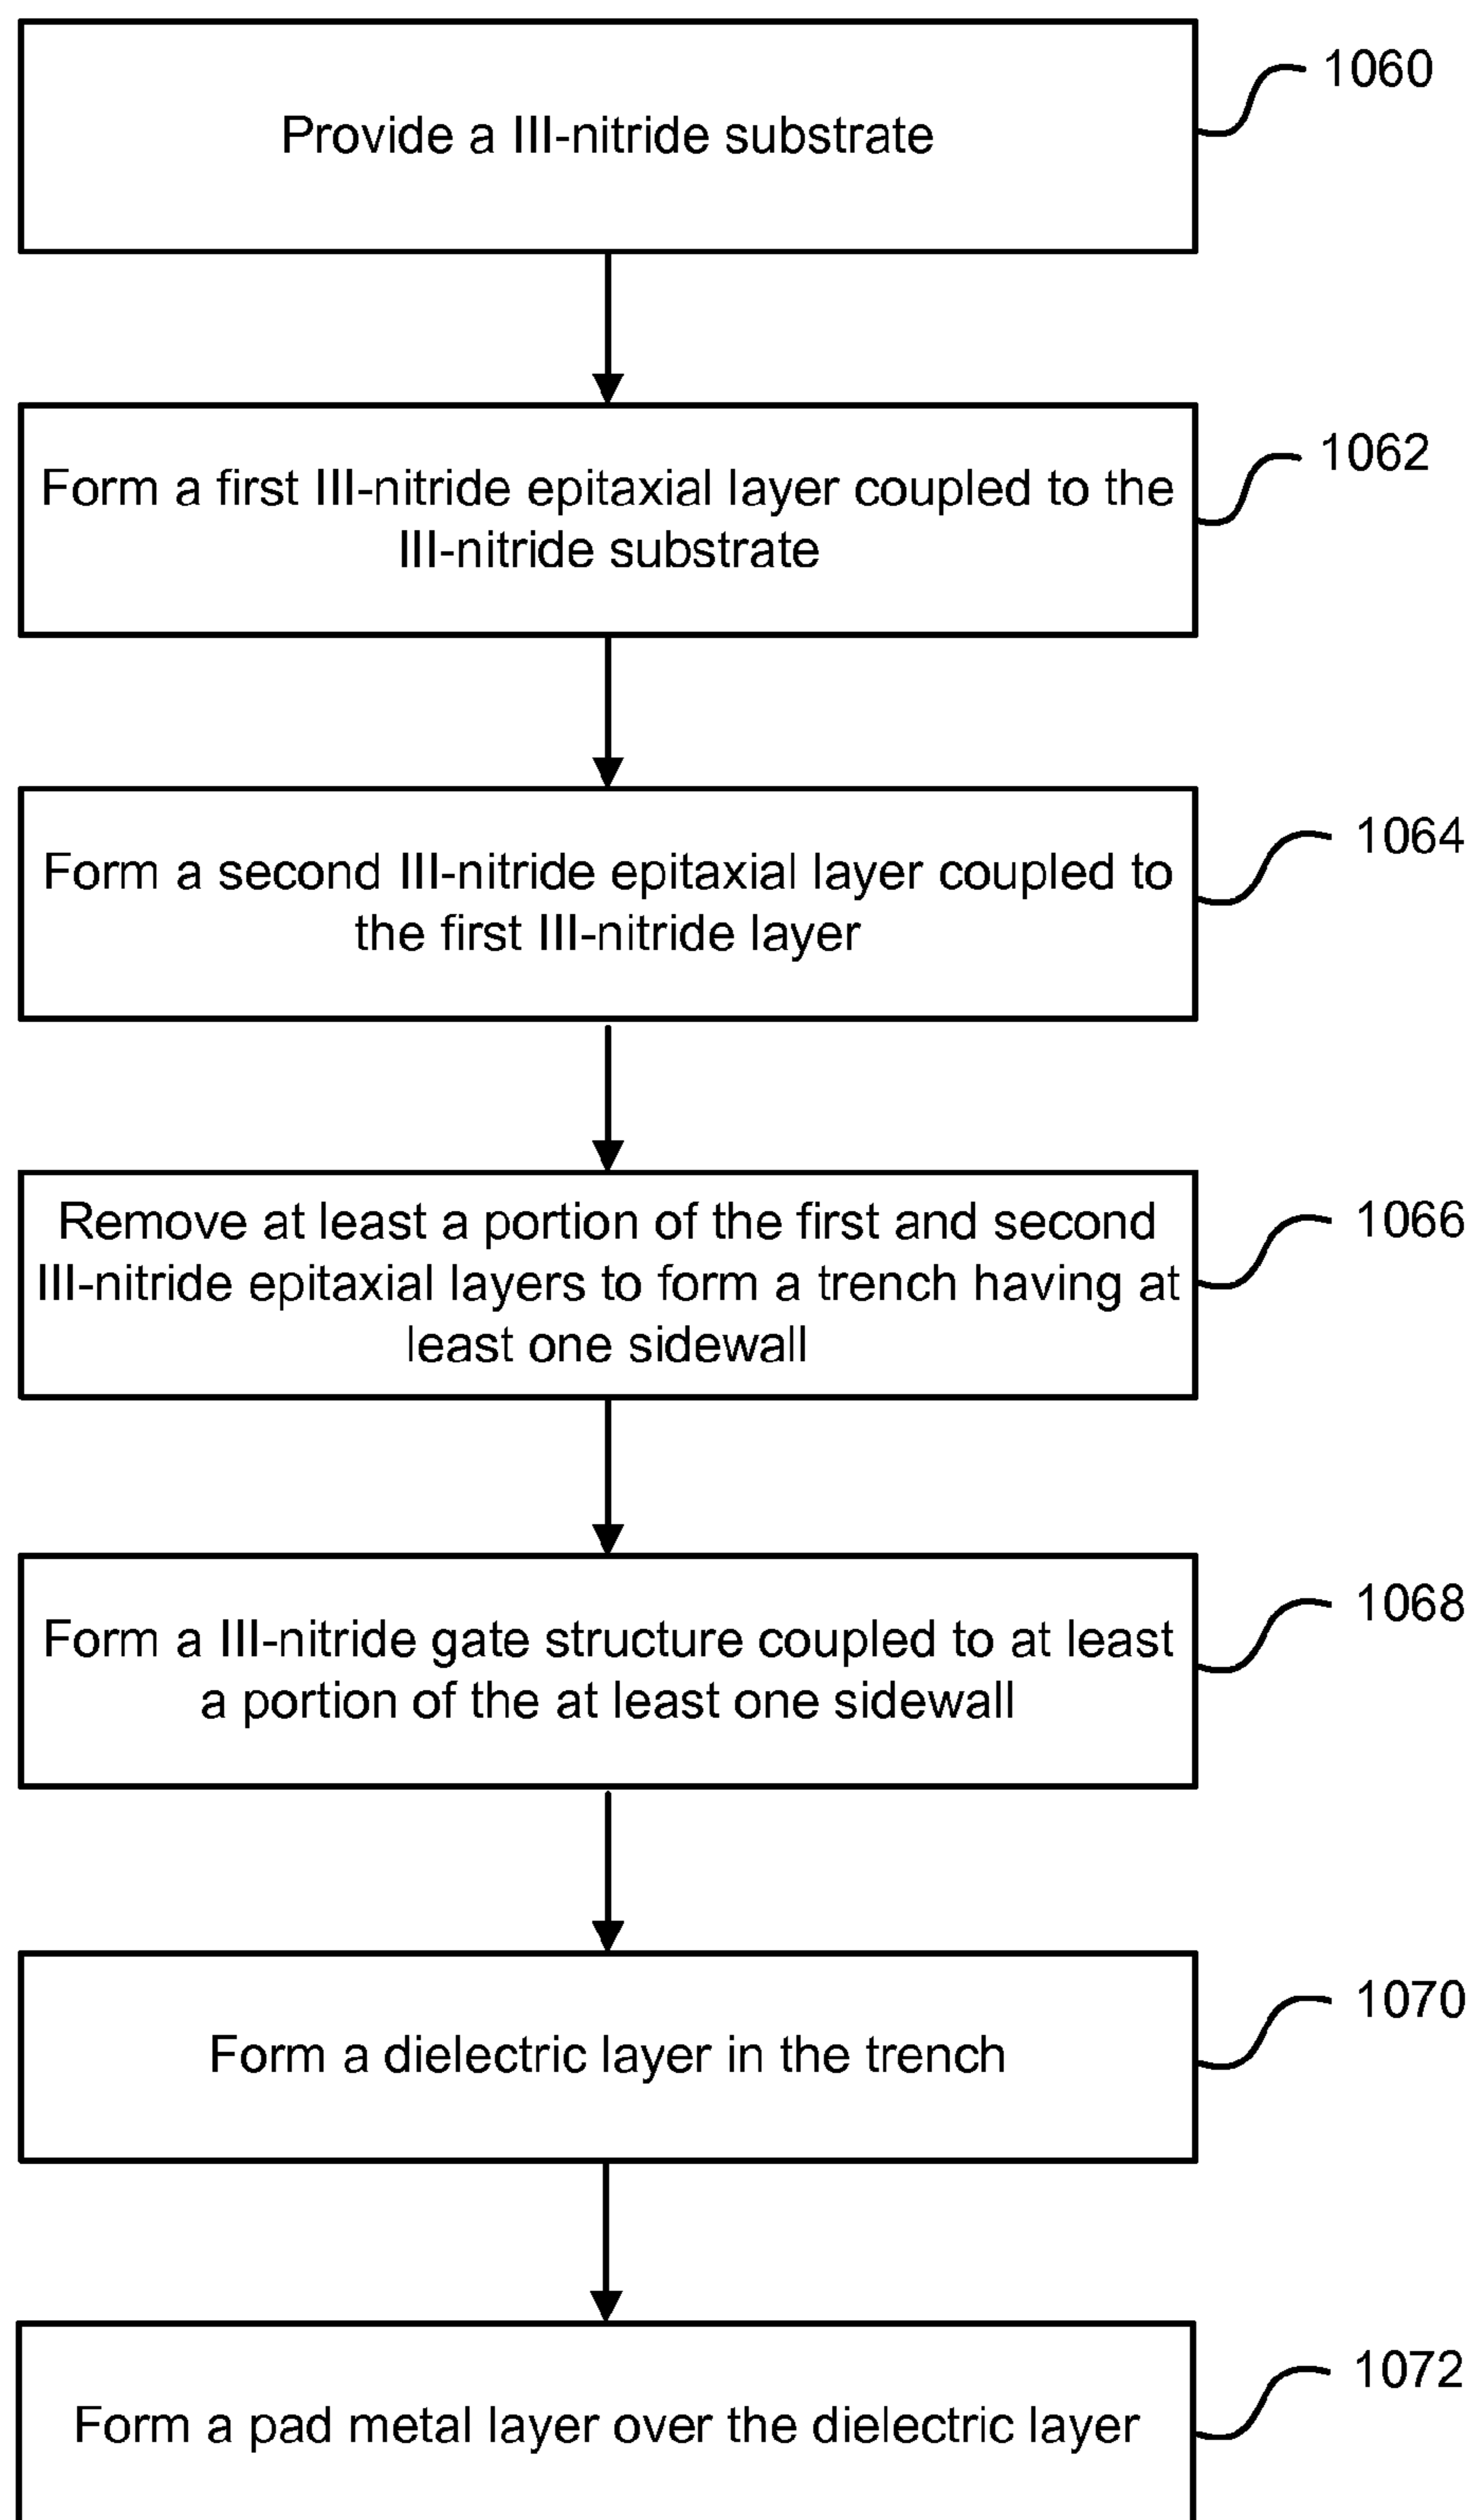 Provide a III-nitride substrate
1060
Form a first III-nitride epitaxial layer coupled to the
III-nitride substrate
1062
Form a second III-nitride epitaxial layer coupled to
the first III-nitride layer
1064
Remove at least a portion of the first and second
III-nitride epitaxial layers to form a trench having at
least one sidewall
1066
Form a III-nitride gate structure coupled to at least
a portion of the at least one sidewall
1068
Form a dielectric layer in the trench
1070
Form a pad metal layer over the dielectric layer
1072